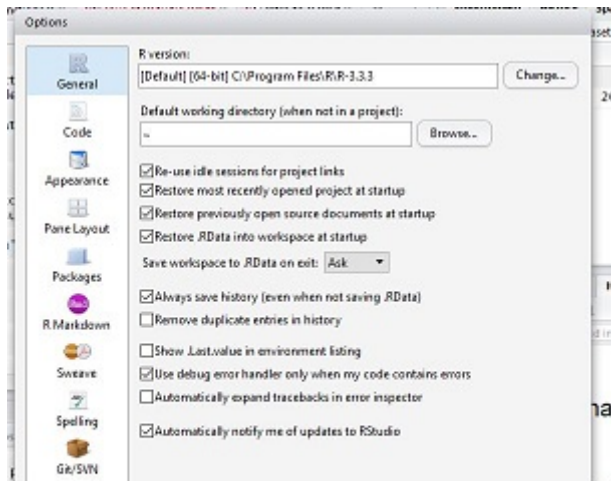 Options
R version:
[Default] [64-bit] C:\Program Files\R\R-3.3.3
Change...
General
Default working directory (when not in a project):
~
Browse...
Code
Re-use idle sessions for project links
Appearance
Restore most recently opened project at startup
Restore previously open source documents at startup
Pane Layout
Restore .RData into workspace at startup
Save workspace to .RData on exit: Ask
Packages
Always save history (even when not saving .RData)
R Markdown
Remove duplicate entries in history
Show .Last.value in environment listing
Sweave
Use debug error handler only when my code contains errors
Automatically expand tracebacks in error inspector
Spelling
Automatically notify me of updates to RStudio
Git/SVN